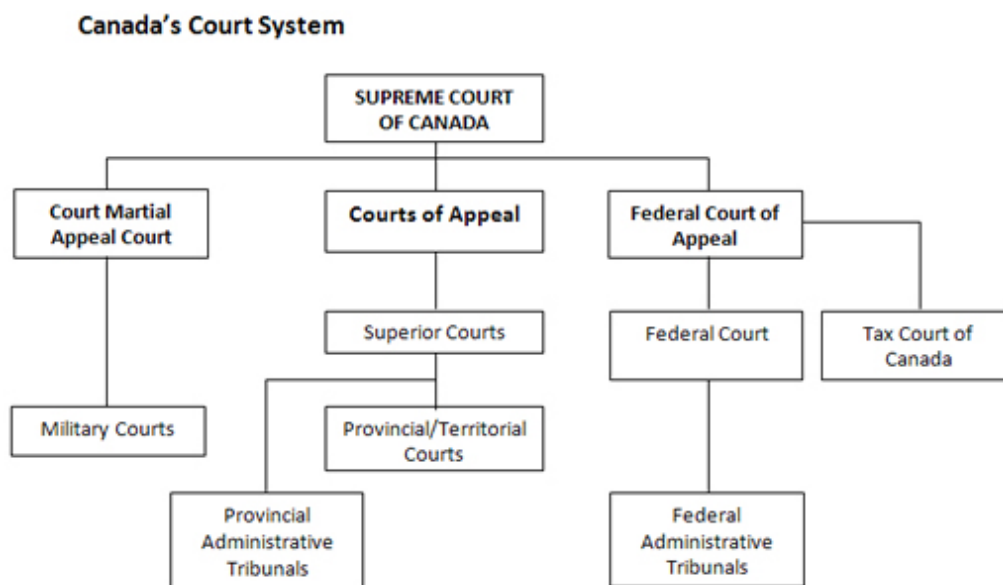 Canada's Court System
SUPREME COURT
OF CANADA
Court Martial
Appeal Court
Courts of Appeal
Federal Court of
Appeal
Superior Courts
Federal Court
Tax Court of
Canada
Military Courts
Provincial/Territorial
Courts
Provincial
Administrative
Tribunals
Federal
Administrative
Tribunals